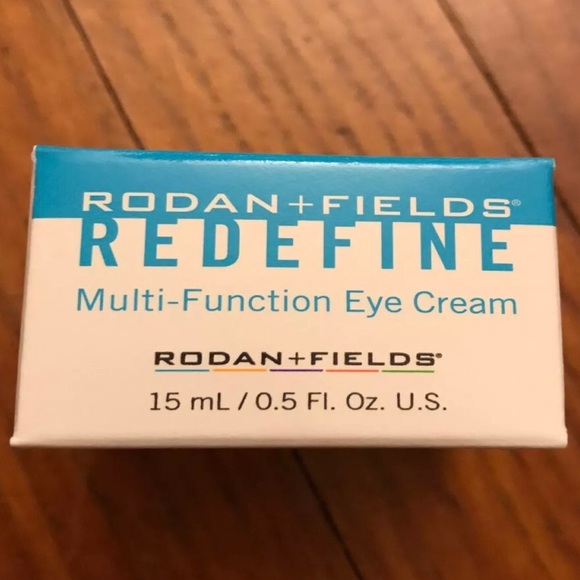 RODAN+FIELDS®
REDEFINE
Multi-Function Eye Cream
RODAN+FIELDS®
15 mL / 0.5 Fl. Oz. U.S.